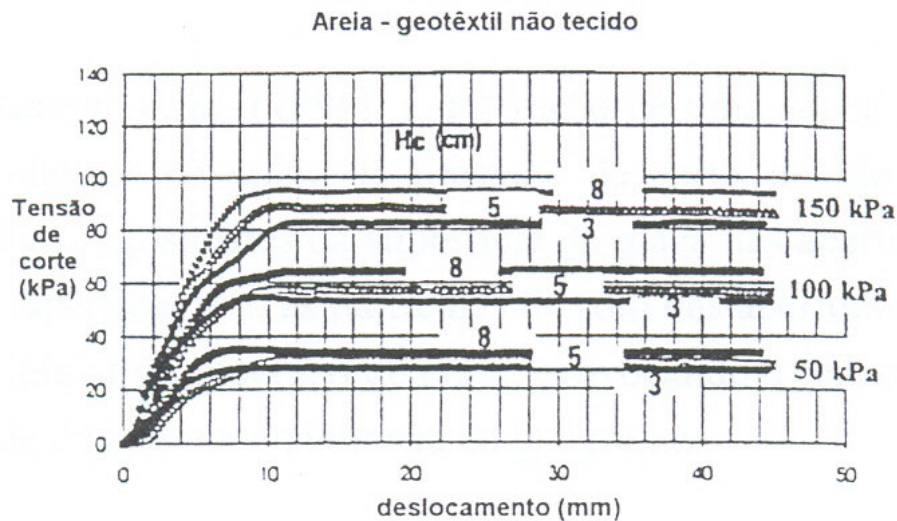 Areia - geotêxtil não tecido
140
120
100
80
60
40
20
0
Tensão
de
corte
(kPa)
Hc (cm)
8
5
3
150 kPa
8
5
3
100 kPa
8
5
3
50 kPa
0 10 20 30 40 50
deslocamento (mm)